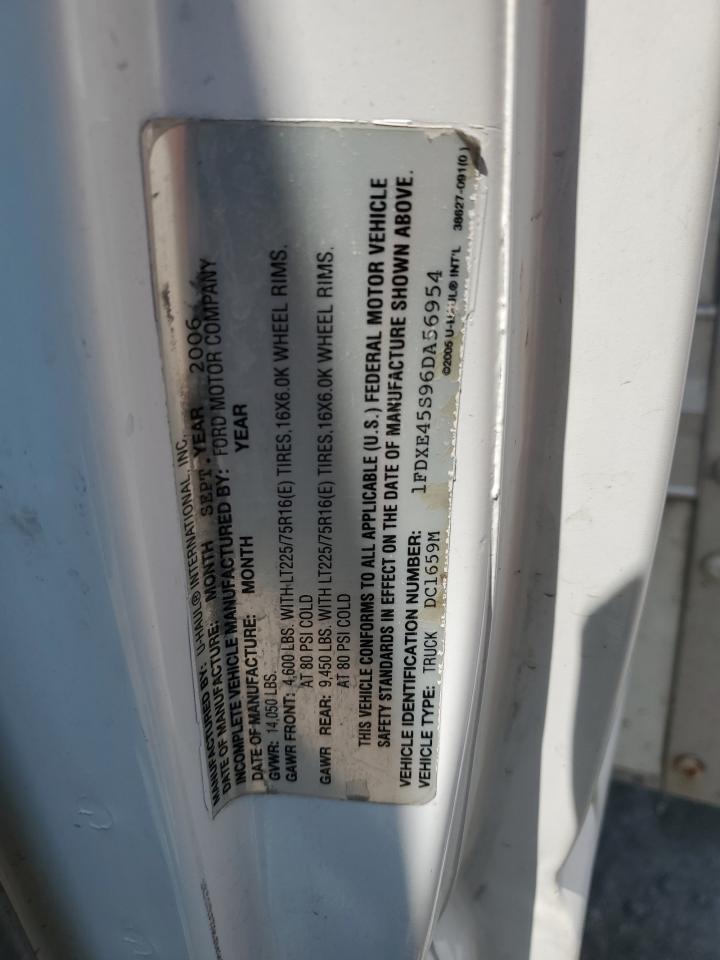 MANUFACTURED BY: U-HAUL® INTERNATIONAL, INC.
DATE OF MANUFACTURE: MONTH SEPT. YEAR 2006
INCOMPLETE VEHICLE MANUFACTURED BY: FORD MOTOR COMPANY
DATE OF MANUFACTURE: MONTH YEAR
GVWR: 14,050 LBS.
GAWR FRONT: 4,600 LBS. WITH LT225/75R16(E) TIRES,16X6.0K WHEEL RIMS.
AT 80 PSI COLD
GAWR REAR: 9,450 LBS. WITH LT225/75R16(E) TIRES,16X6.0K WHEEL RIMS.
AT 80 PSI COLD
THIS VEHICLE CONFORMS TO ALL APPLICABLE (U.S.) FEDERAL MOTOR VEHICLE
SAFETY STANDARDS IN EFFECT ON THE DATE OF MANUFACTURE SHOWN ABOVE.
VEHICLE IDENTIFICATION NUMBER: 1FDXE45S96DA56954
VEHICLE TYPE: TRUCK DC1659M
©2005 U-HAUL® INT'L 38627-091(0)